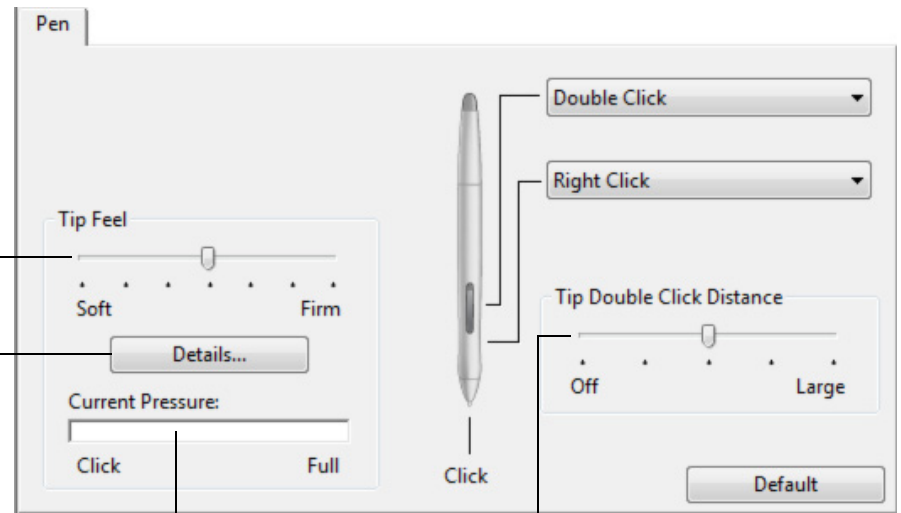 Pen
Double Click
Right Click
Tip Feel
Soft Firm
Details...
Current Pressure:
Click Full
Click
Tip Double Click Distance
Off Large
Default